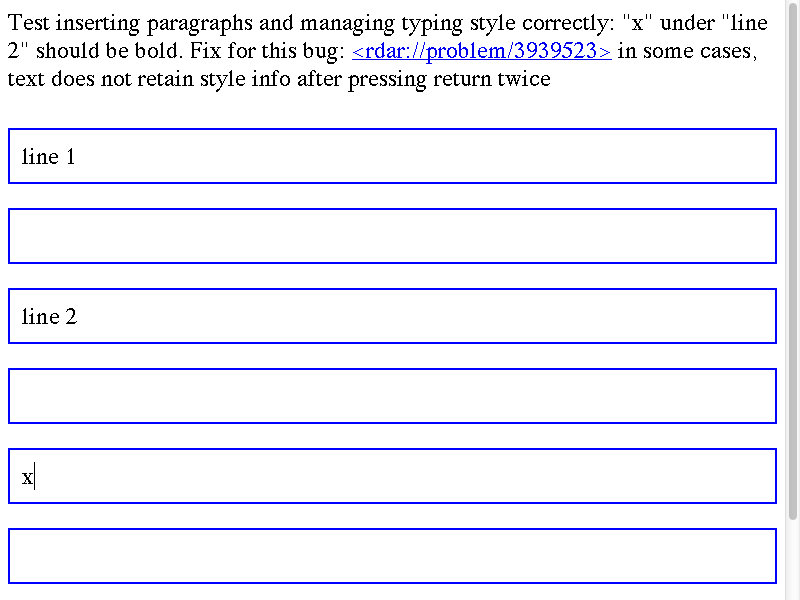 Test inserting paragraphs and managing typing style correctly: "x" under "line
2" should be bold. Fix for this bug: <rdar://problem/3939523> in some cases,
text does not retain style info after pressing return twice
line 1
line 2
x